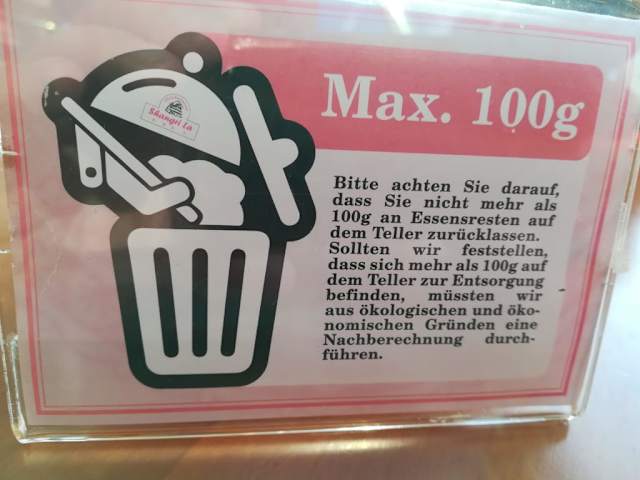 Shangri La
Max. 100g
Bitte achten Sie darauf,
dass Sie nicht mehr als
100g an Essensresten auf
dem Teller zurücklassen.
Sollten wir feststellen,
dass sich mehr als 100g auf
dem Teller zur Entsorgung
befinden, müssten wir
aus ökologischen und öko-
nomischen Gründen eine
Nachberechnung durch-
führen.